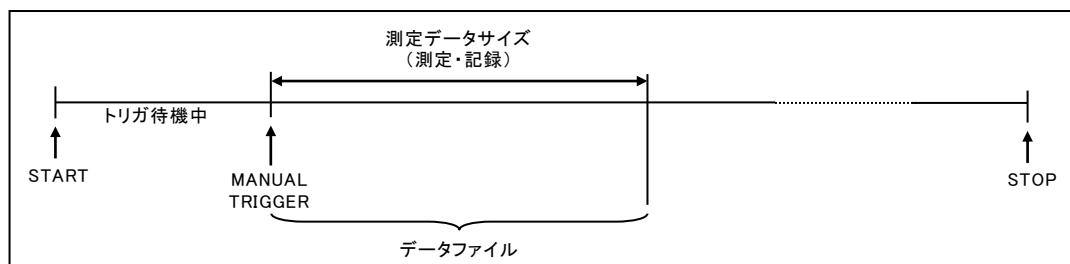 測定データサイズ
（測定・記録）
トリガ待機中
START
MANUAL
TRIGGER
STOP
データファイル